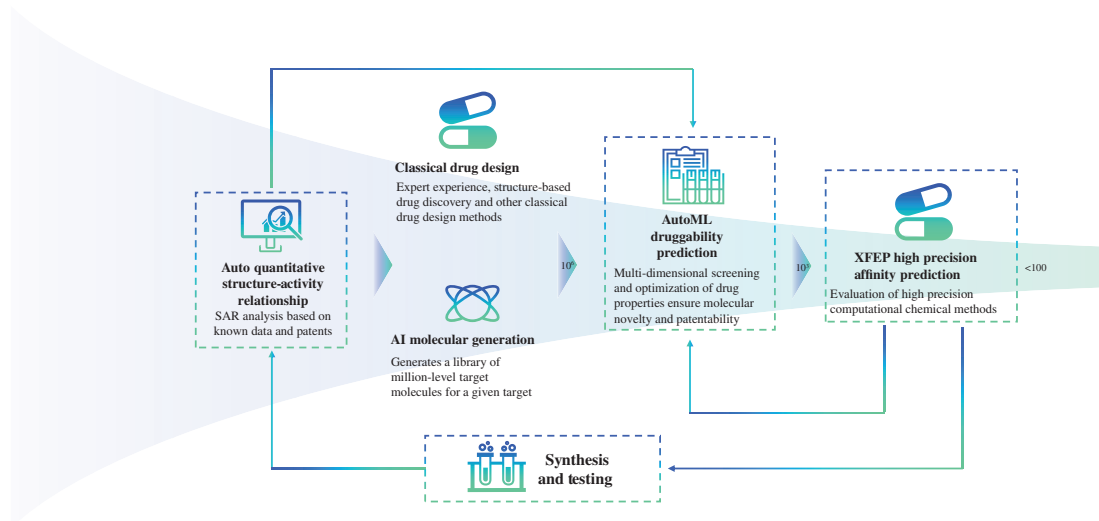 Auto quantitative
structure-activity
relationship
SAR analysis based on
known data and patents
Classical drug design
Expert experience, structure-based
drug discovery and other classical
drug design methods
AI molecular generation
Generates a library of
million-level target
molecules for a given target
AutoML
druggability
prediction
Multi-dimensional screening
and optimization of drug
properties ensure molecular
novelty and patentability
XFEP high precision
affinity prediction
Evaluation of high precision
computational chemical methods
<100
Synthesis
and testing